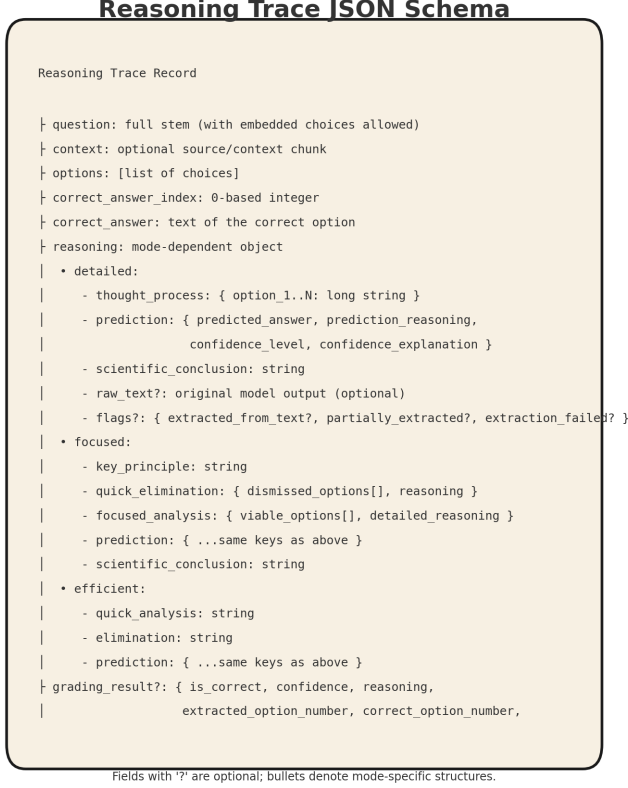 Reasoning Trace JSON Schema
Reasoning Trace Record
├ question: full stem (with embedded choices allowed)
├ context: optional source/context chunk
├ options: [list of choices]
├ correct_answer_index: 0-based integer
├ correct_answer: text of the correct option
├ reasoning: mode-dependent object
│  • detailed:
│     - thought_process: { option_1..N: long string }
│     - prediction: { predicted_answer, prediction_reasoning,
│                    confidence_level, confidence_explanation }
│     - scientific_conclusion: string
│     - raw_text?: original model output (optional)
│     - flags?: { extracted_from_text?, partially_extracted?, extraction_failed? }
│  • focused:
│     - key_principle: string
│     - quick_elimination: { dismissed_options[], reasoning }
│     - focused_analysis: { viable_options[], detailed_reasoning }
│     - prediction: { ...same keys as above }
│     - scientific_conclusion: string
│  • efficient:
│     - quick_analysis: string
│     - elimination: string
│     - prediction: { ...same keys as above }
├ grading_result?: { is_correct, confidence, reasoning,
│                   extracted_option_number, correct_option_number,
Fields with '?' are optional; bullets denote mode-specific structures.